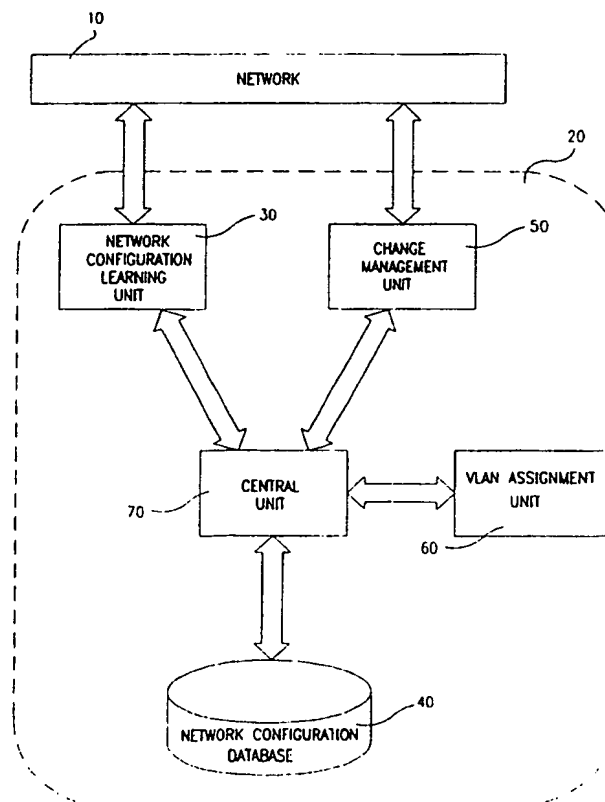 10
NETWORK
20
30
NETWORK
CONFIGURATION
LEARNING
UNIT
50
CHANGE
MANAGEMENT
UNIT
CENTRAL
UNIT
70
VLAN ASSIGNMENT
UNIT
60
40
NETWORK CONFIGURATION
DATABASE